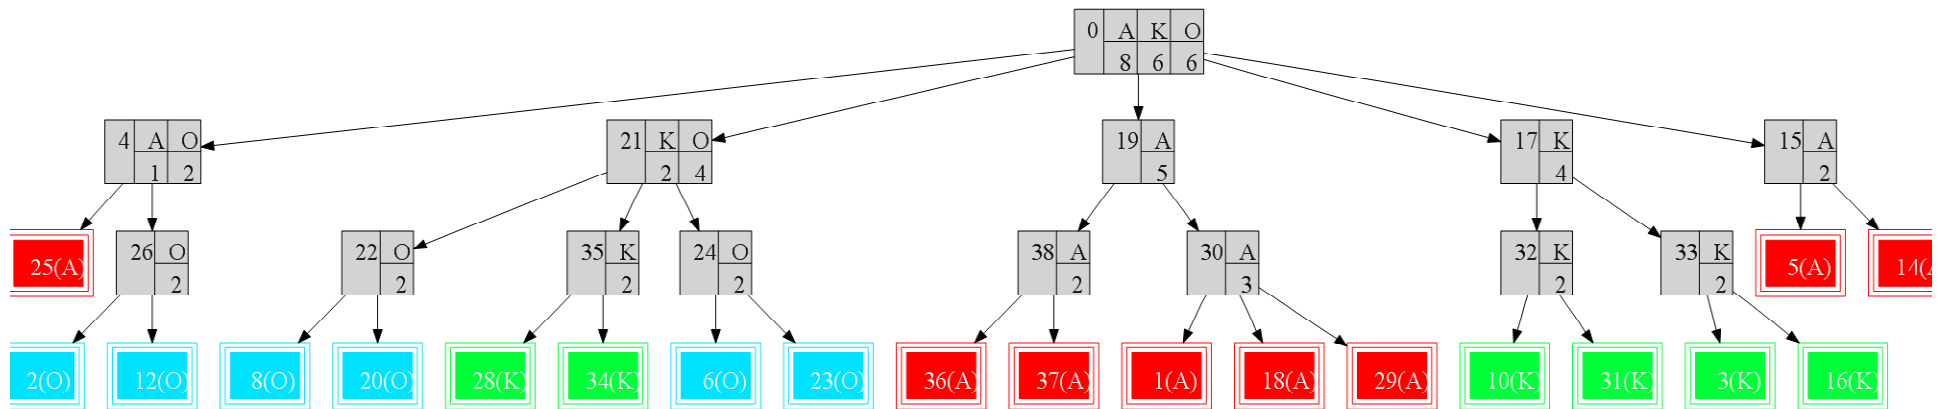 0 A K O
8 6 6
4 A O
1 2
21 K O
2 4
19 A
5
17 K
4
15 A
2
25(A)
26 O
2
22 O
2
35 K
2
24 O
2
38 A
2
30 A
3
32 K
2
33 K
2
5(A)
14(A
2(O)
12(O)
8(O)
20(O)
28(K)
34(K)
6(O)
23(O)
36(A)
37(A)
1(A)
18(A)
29(A)
10(K)
31(K)
3(K)
16(K)